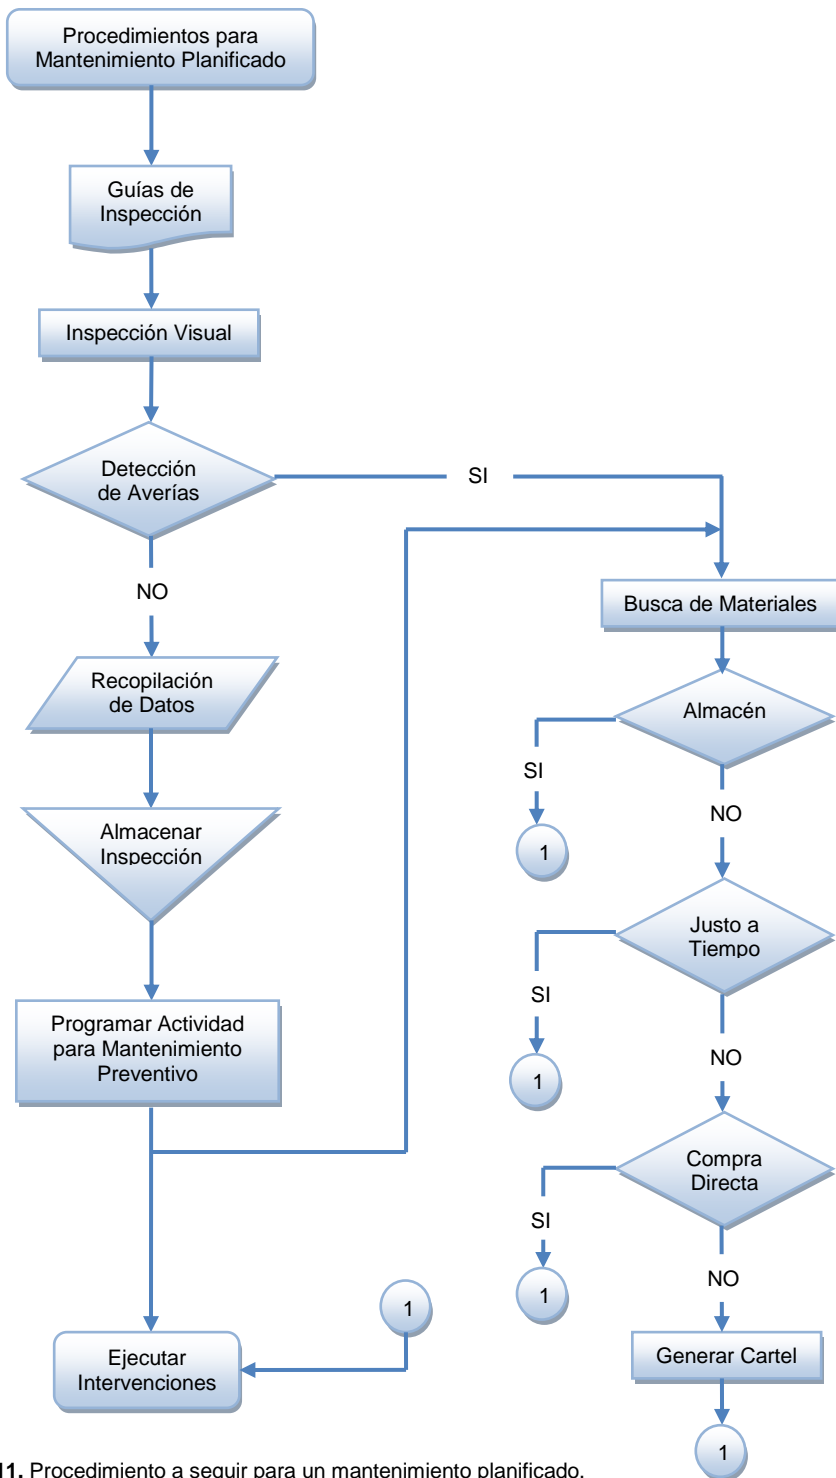 Procedimientos para
Mantenimiento Planificado
Guías de
Inspección
Inspección Visual
Detección
de Averías
SI
NO
Busca de Materiales
Recopilación
de Datos
Almacén
SI
NO
1
Almacenar
Inspección
Justo a
Tiempo
SI
NO
1
Programar Actividad
para Mantenimiento
Preventivo
Compra
Directa
SI
NO
1
1
Ejecutar
Intervenciones
Generar Cartel
1
11. Procedimiento a seguir para un mantenimiento planificado.